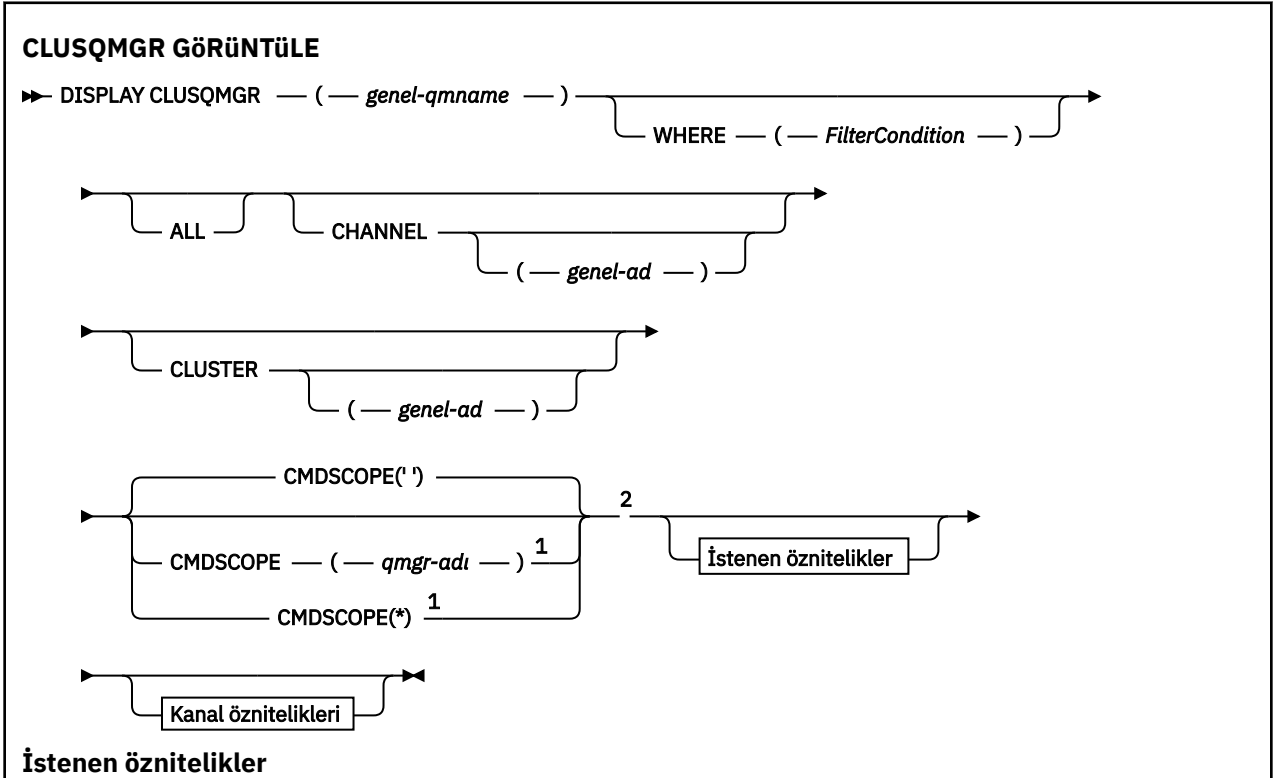 CLUSQMGR GöRüNTüLE
DISPLAY CLUSQMGR ( genel-qmname )
WHERE ( FilterCondition )
ALL CHANNEL
( genel-ad )
CLUSTER
( genel-ad )
CMDSCOPE(' ')
2
CMDSCOPE ( qmgr-adı ) 1
İstenen öznitelikler
CMDSCOPE(*) 1
Kanal öznitelikleri
İstenen öznitelikler